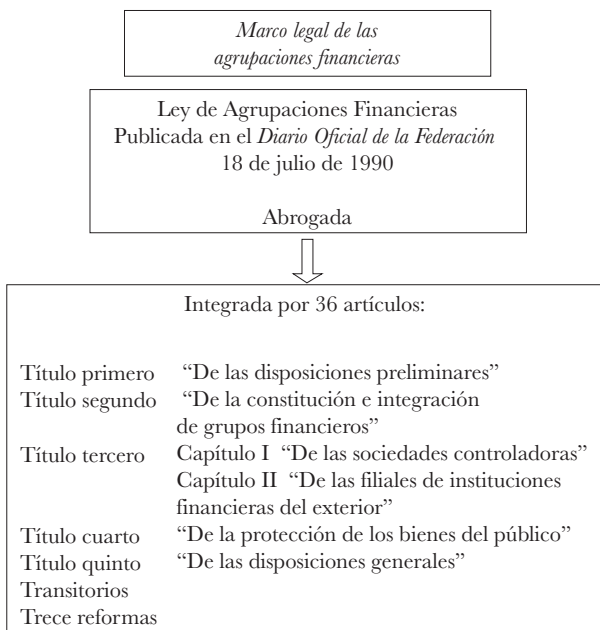 Marco legal de las
agrupaciones financieras
Ley de Agrupaciones Financieras
Publicada en el Diario Oficial de la Federación
18 de julio de 1990
Abrogada
Integrada por 36 artículos:
Título primero “De las disposiciones preliminares”
Título segundo “De la constitución e integración
de grupos financieros”
Título tercero Capítulo I “De las sociedades controladoras”
Capítulo II “De las filiales de instituciones
financieras del exterior”
Título cuarto “De la protección de los bienes del público”
Título quinto “De las disposiciones generales”
Transitorios
Trece reformas